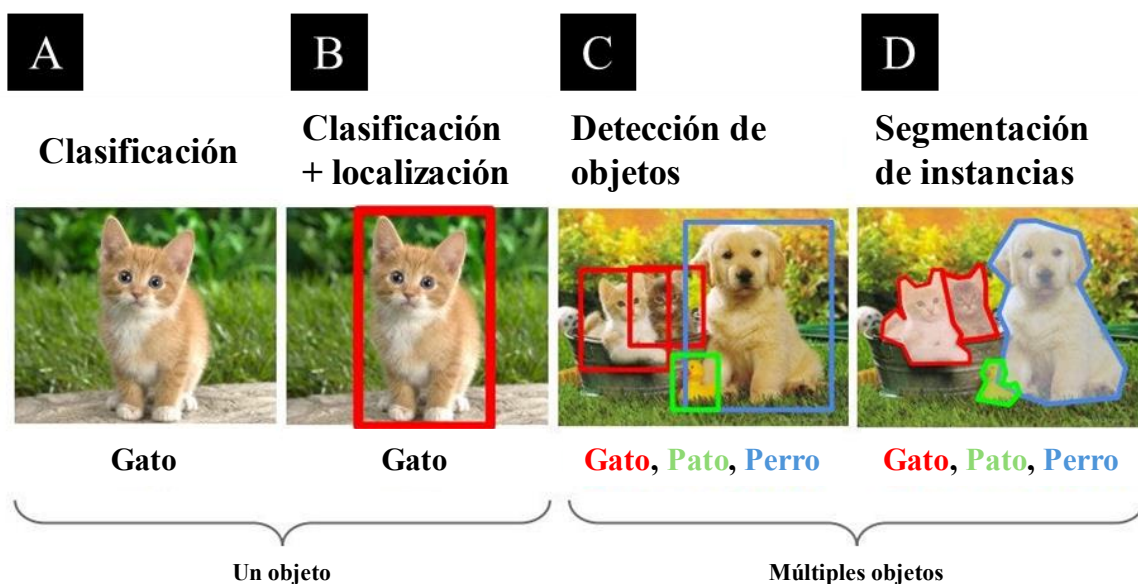 A
B
C
D
Clasificación
Clasificación
+ localización
Detección de
objetos
Segmentación
de instancias
Gato
Gato
Gato, Pato, Perro
Gato, Pato, Perro
Un objeto
Múltiples objetos